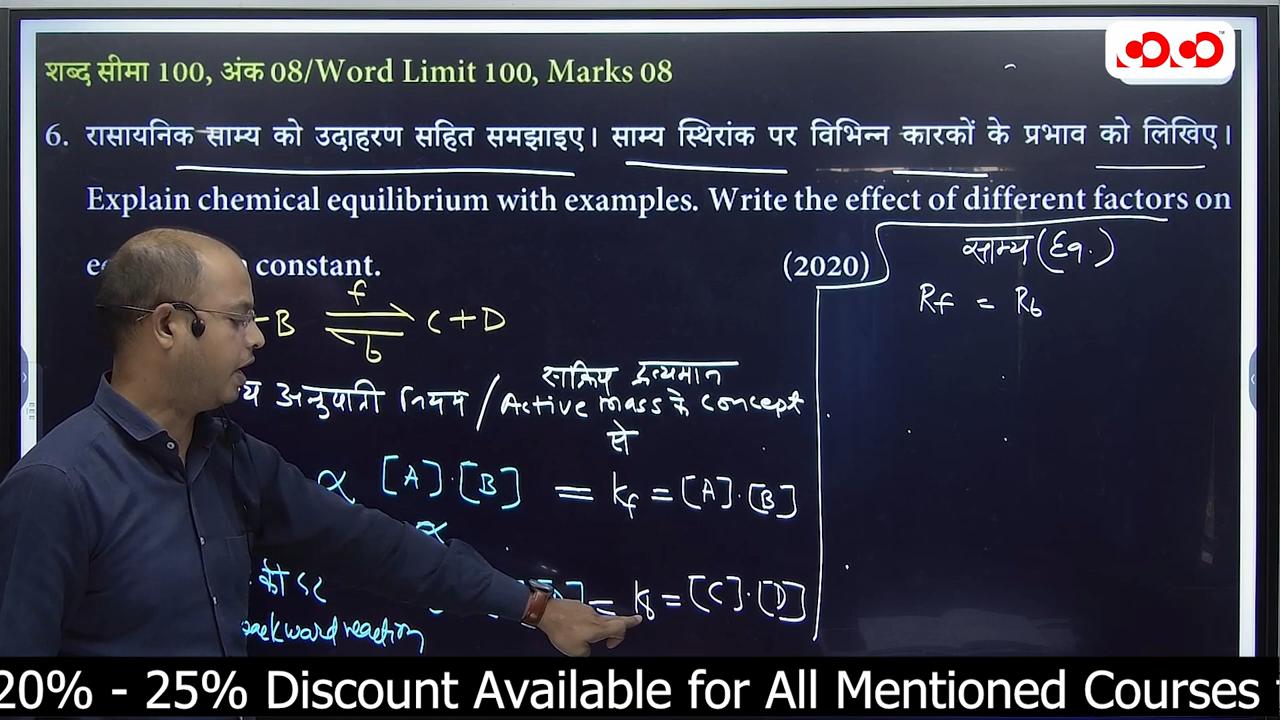 शब्द सीमा 100, अंक 08/Word Limit 100, Marks 08
6. रासायनिक साम्य को उदाहरण सहित समझाइए। साम्य स्थिरांक पर विभिन्न कारकों के प्रभाव को लिखिए।
Explain chemical equilibrium with examples. Write the effect of different factors on
constant. (2020)
B ⇌ C + D
f
b
अनुपाती नियम / सक्रिय द्रव्यमान
Active mass के concept
से
∝ [A]·[B] = kf = [A]·[B]
∝
= kb = [C]·[D]
की
backward reaction
साम्य (Eq.)
Rf = Rb
20% - 25% Discount Available for All Mentioned Courses